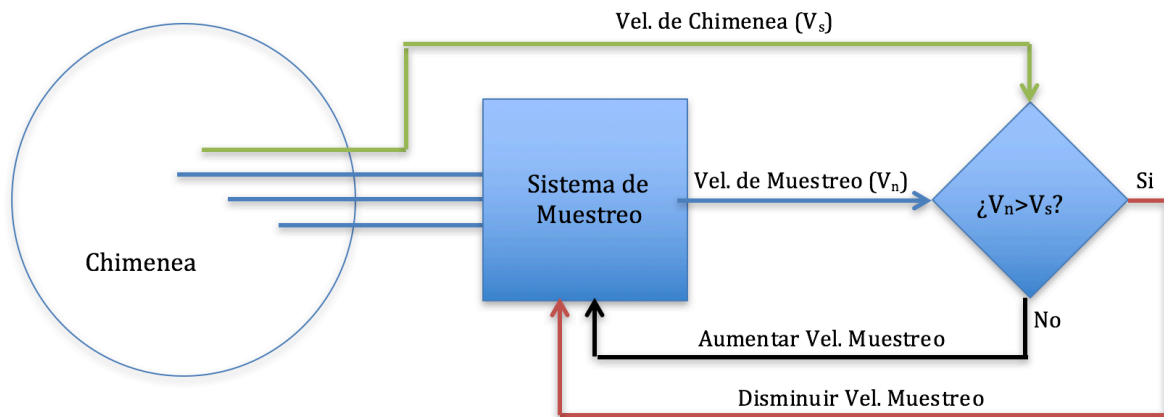 Vel. de Chimenea (Vₛ)
Sistema de
Muestreo
Vel. de Muestreo (Vₙ)
Si
¿Vₙ>Vₛ?
Chimenea
No
Aumentar Vel. Muestreo
Disminuir Vel. Muestreo